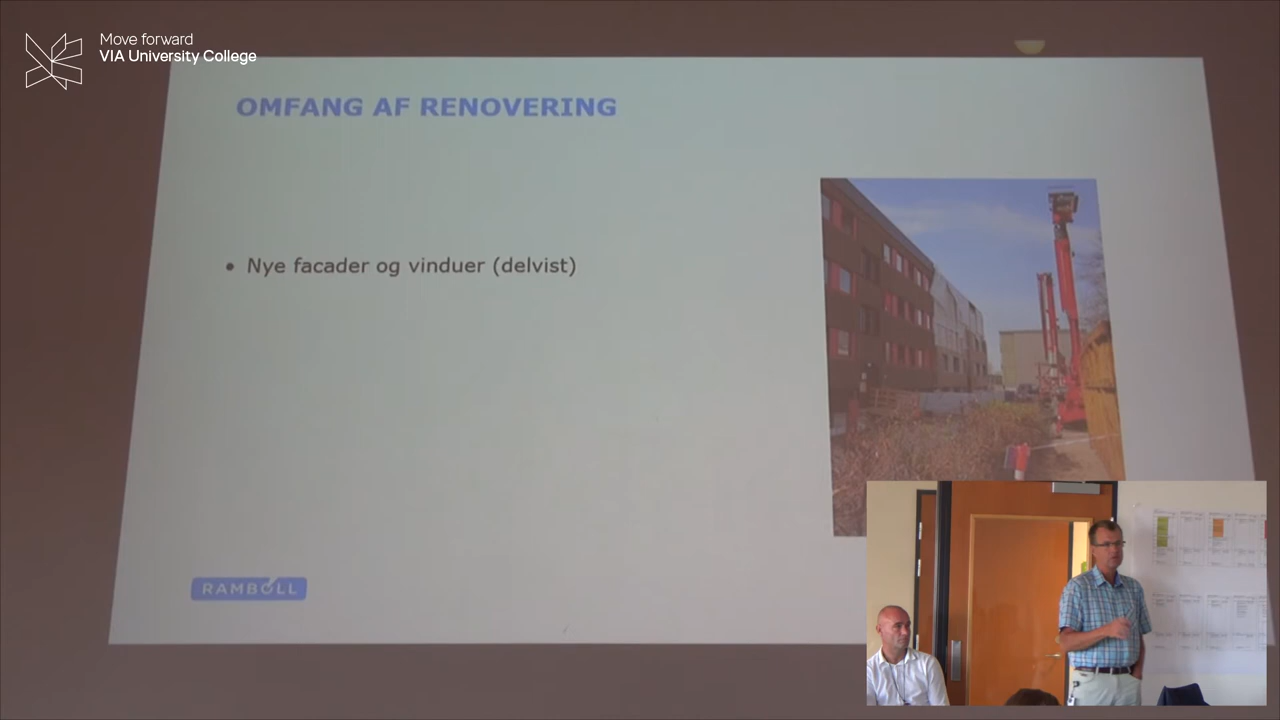 Move forward
VIA University College
OMFANG AF RENOVERING
• Nye facader og vinduer (delvist)
RAMBOLL